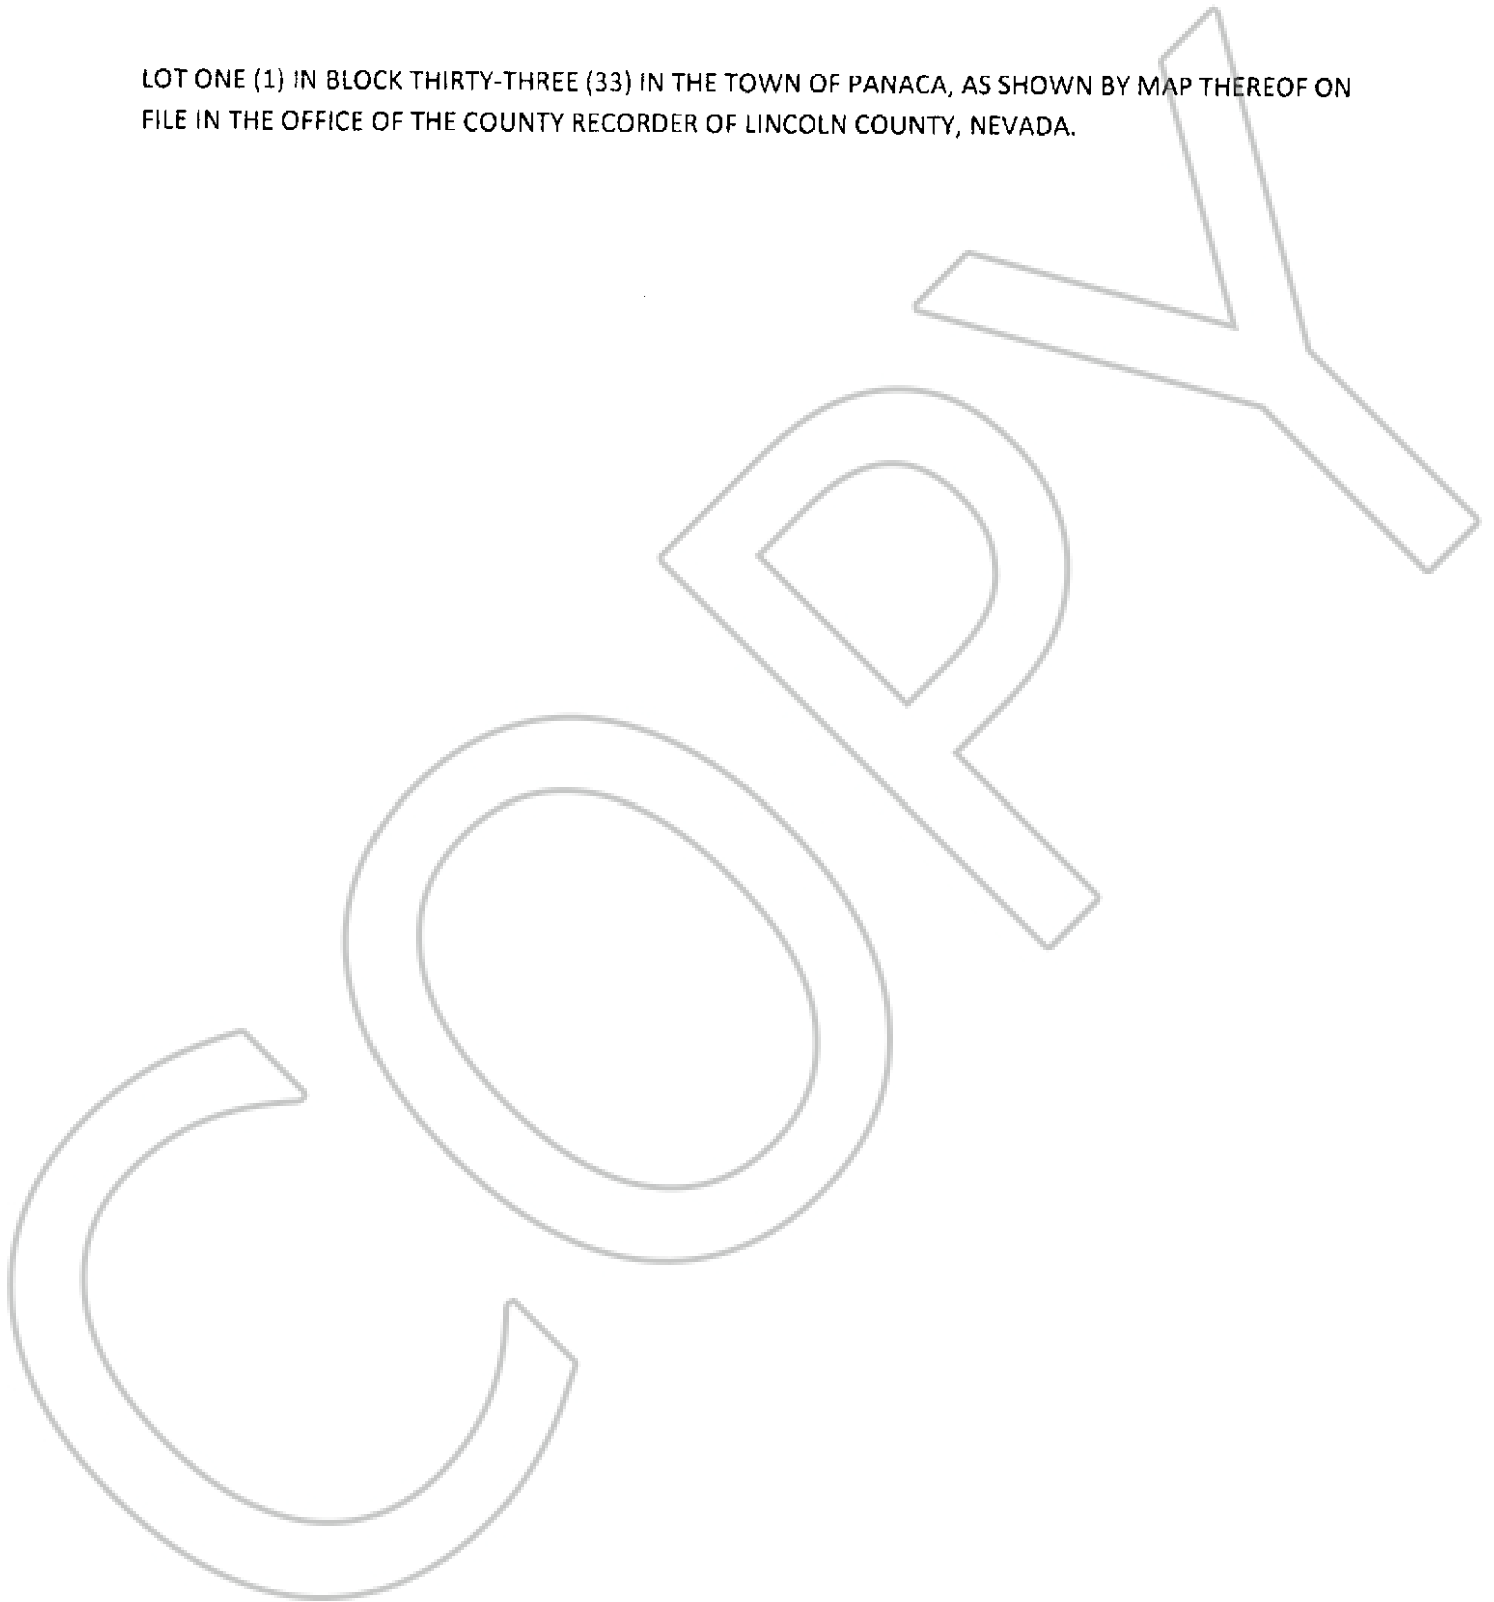 LOT ONE (1) IN BLOCK THIRTY-THREE (33) IN THE TOWN OF PANACA, AS SHOWN BY MAP THEREOF ON
FILE IN THE OFFICE OF THE COUNTY RECORDER OF LINCOLN COUNTY, NEVADA.
COPY